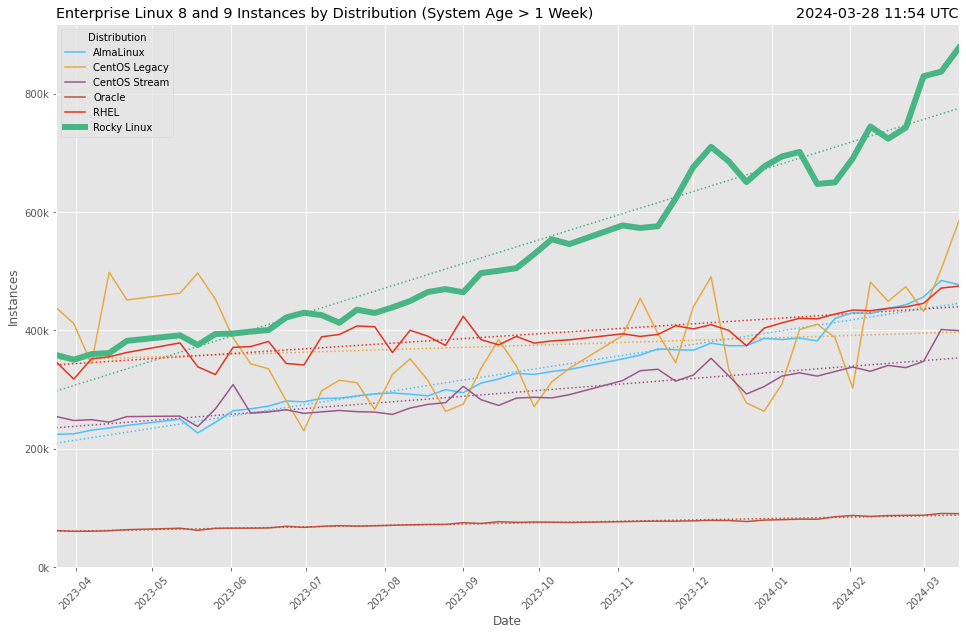 Enterprise Linux 8 and 9 Instances by Distribution (System Age > 1 Week)
2024-03-28 11:54 UTC
Distribution
AlmaLinux
CentOS Legacy
CentOS Stream
Oracle
RHEL
Rocky Linux
800k
600k
400k
200k
0k
Instances
2023-04
2023-05
2023-06
2023-07
2023-08
2023-09
2023-10
2023-11
2023-12
2024-01
2024-02
2024-03
Date